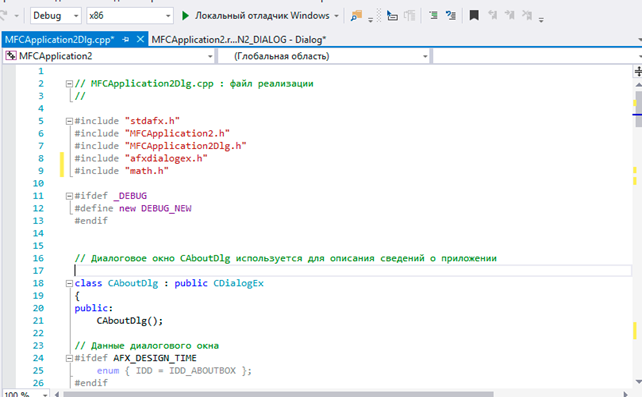 Debug x86 Локальный отладчик Windows
MFCApplication2Dlg.cpp* MFCApplication2.r...N2_DIALOG - Dialog*
MFCApplication2 (Глобальная область)
1
2 // MFCApplication2Dlg.cpp : файл реализации
3 //
4
5 #include "stdafx.h"
6 #include "MFCApplication2.h"
7 #include "MFCApplication2Dlg.h"
8 #include "afxdialogex.h"
9 #include "math.h"
10
11 #ifdef _DEBUG
12 #define new DEBUG_NEW
13 #endif
14
15
16 // Диалоговое окно CAboutDlg используется для описания сведений о приложении
17
18 class CAboutDlg : public CDialogEx
19 {
20 public:
21 CAboutDlg();
22
23 // Данные диалогового окна
24 #ifdef AFX_DESIGN_TIME
25 enum { IDD = IDD_ABOUTBOX };
26 #endif
100 %